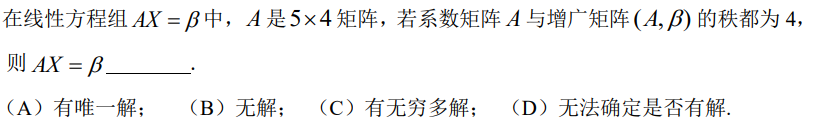 在线性方程组 AX = β 中，A 是 5×4 矩阵，若系数矩阵 A 与增广矩阵 (A, β) 的秩都为 4，
则 AX = β________.
（A）有唯一解； （B）无解； （C）有无穷多解； （D）无法确定是否有解.